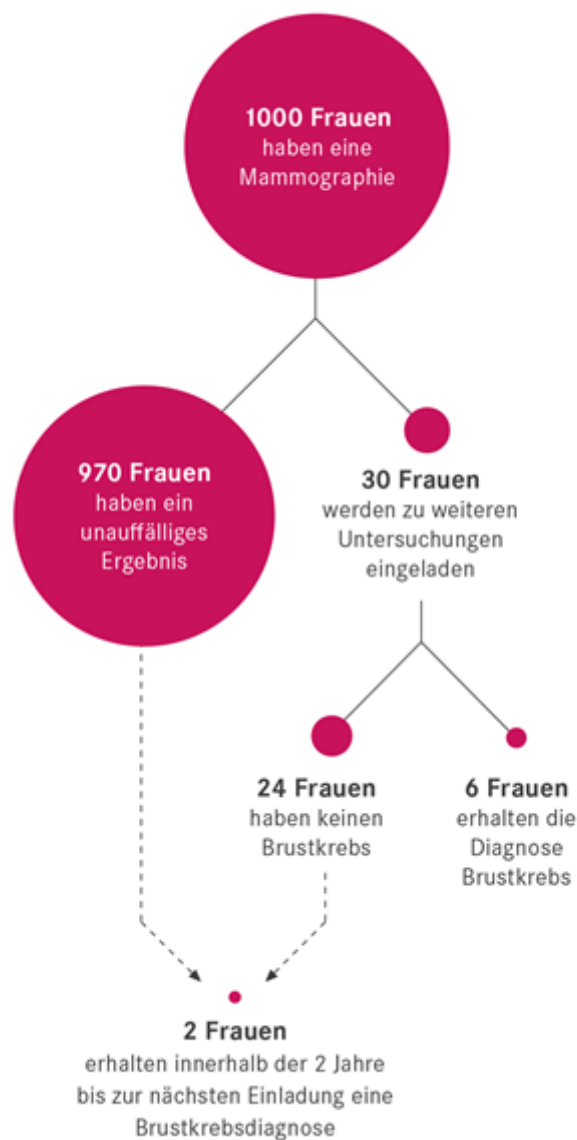 1000 Frauen
haben eine
Mammographie
970 Frauen
haben ein
unauffälliges
Ergebnis
30 Frauen
werden zu weiteren
Untersuchungen
eingeladen
24 Frauen
haben keinen
Brustkrebs
6 Frauen
erhalten die
Diagnose
Brustkrebs
2 Frauen
erhalten innerhalb der 2 Jahre
bis zur nächsten Einladung eine
Brustkrebsdiagnose